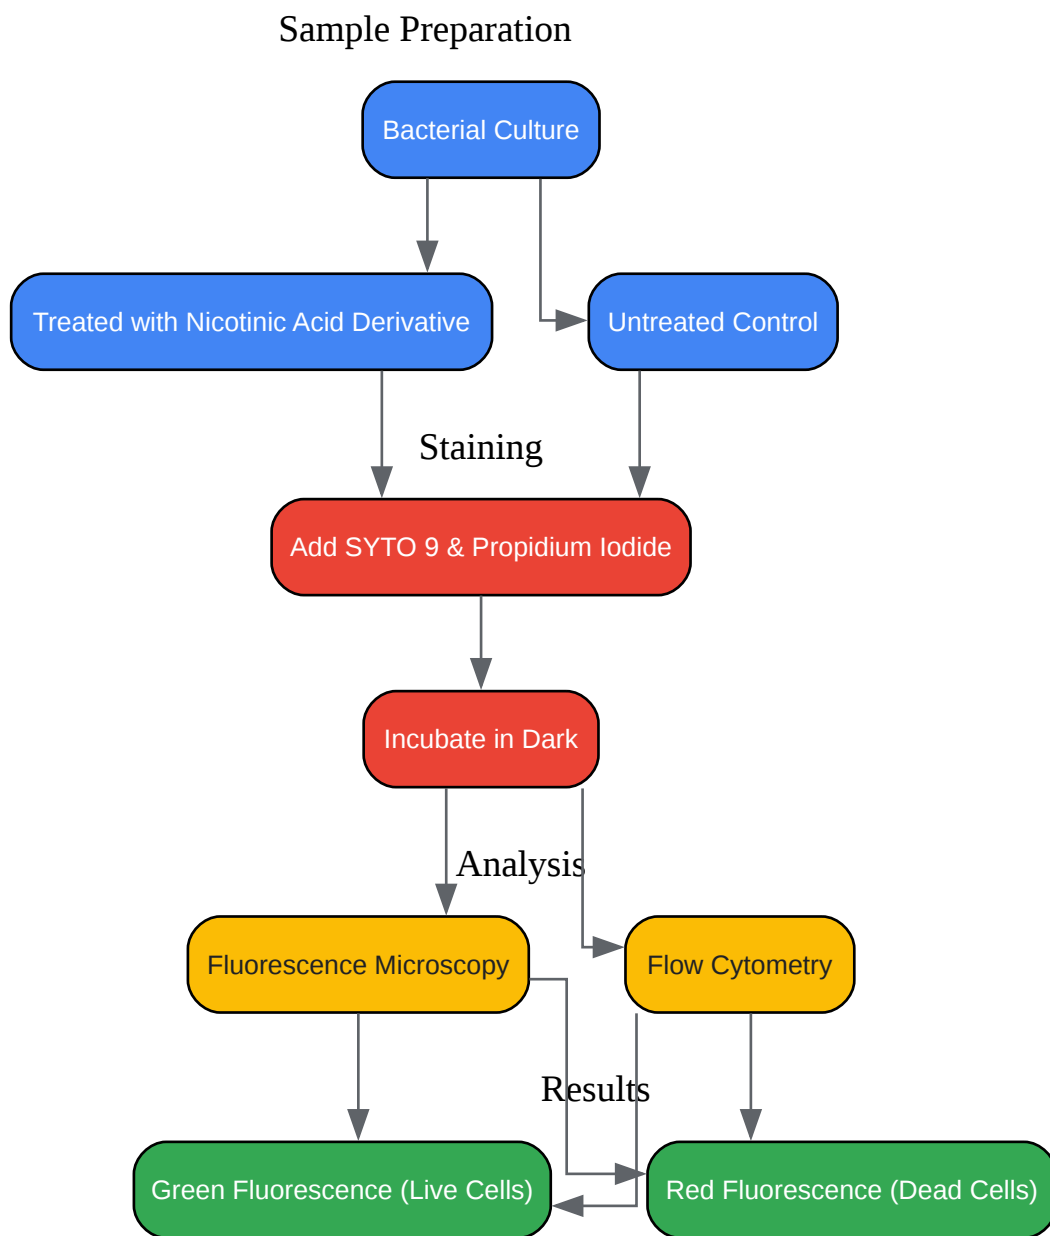 Sample Preparation
Bacterial Culture
Treated with Nicotinic Acid Derivative
Untreated Control
Staining
Add SYTO 9 & Propidium Iodide
Incubate in Dark
Analysis
Fluorescence Microscopy
Flow Cytometry
Results
Green Fluorescence (Live Cells)
Red Fluorescence (Dead Cells)